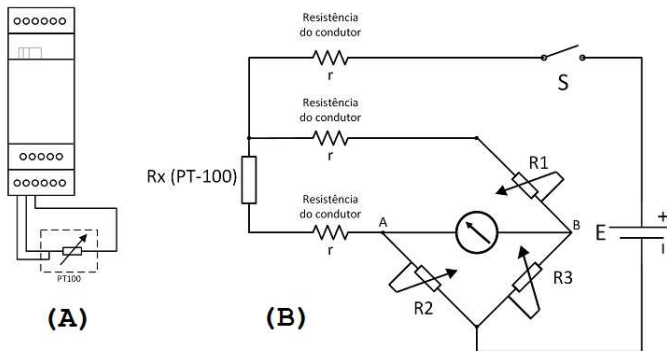 Resistência
do condutor
r
S
Resistência
do condutor
r
R1
Rx (PT-100)
Resistência
do condutor
r
A
B
E
+
I
R2
R3
PT100
(A)
(B)